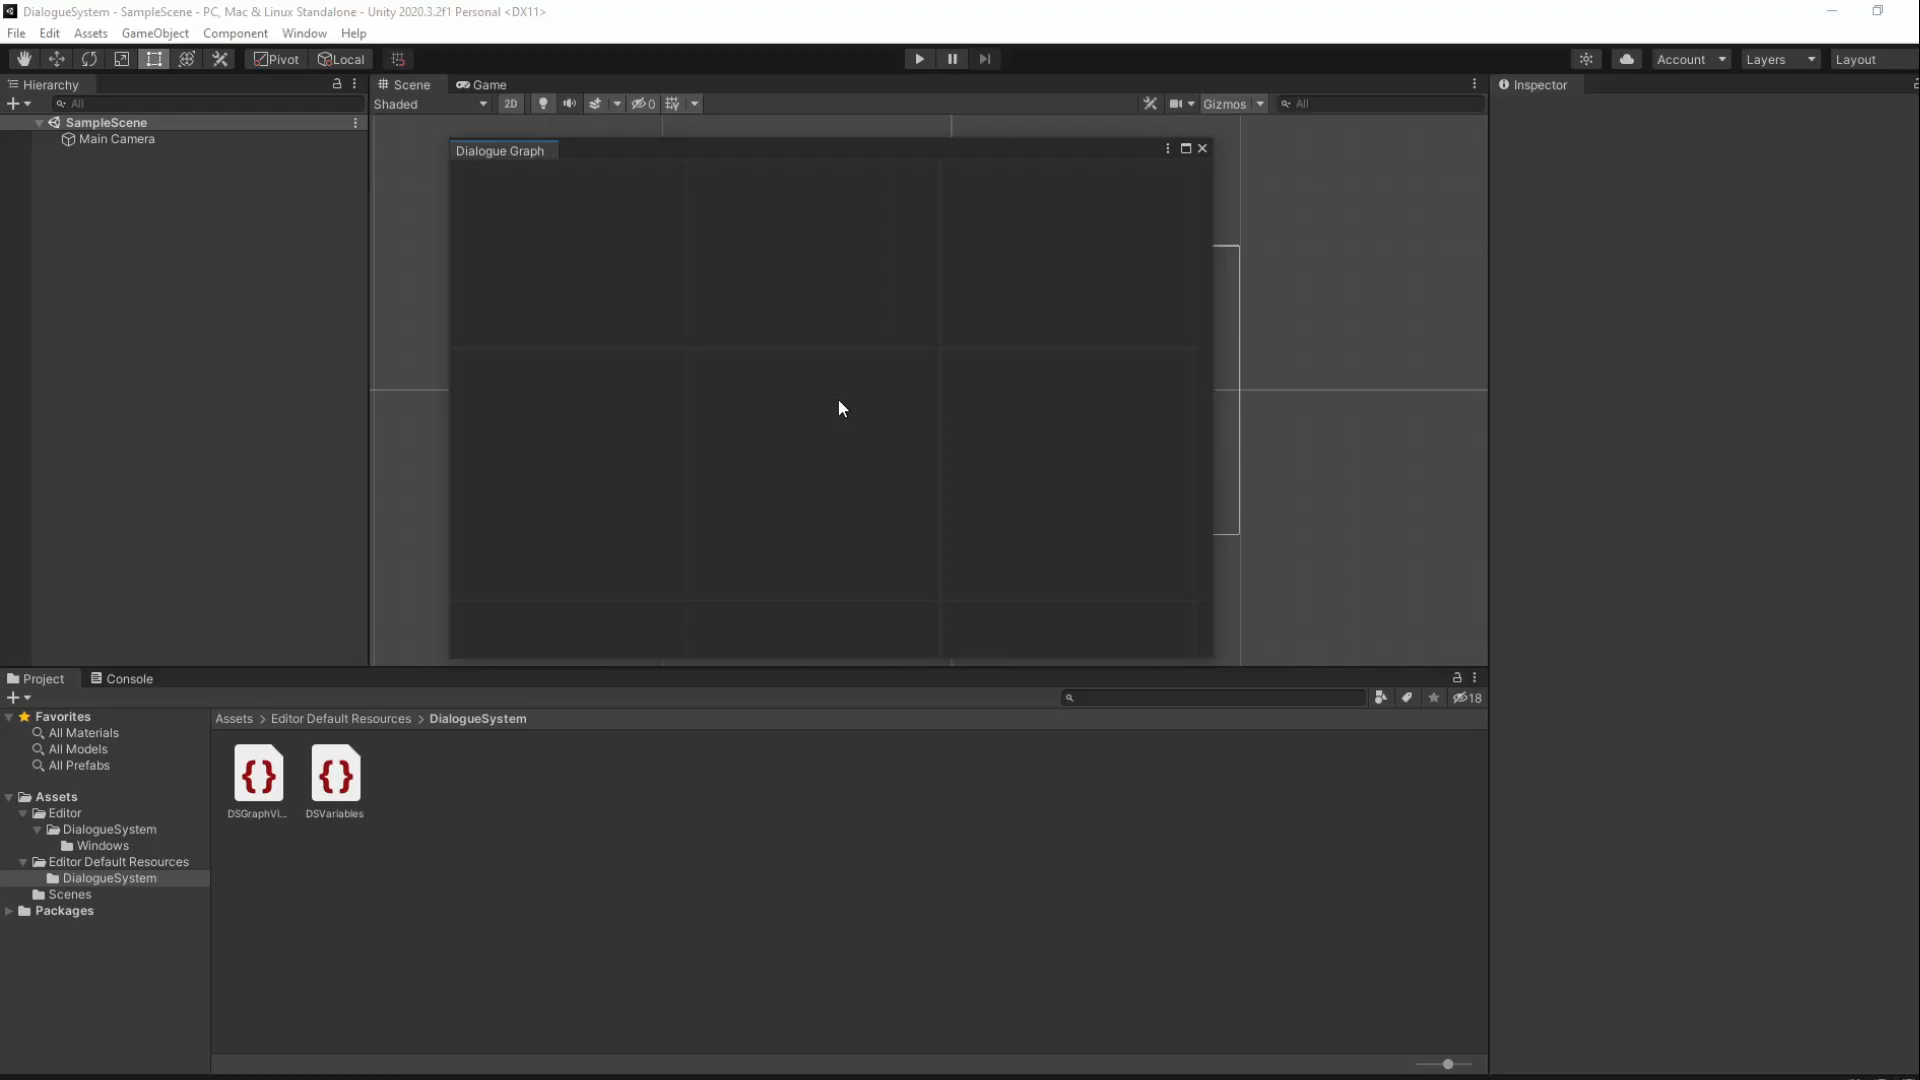 DialogueSystem - SampleScene - PC, Mac & Linux Standalone - Unity 2020.3.2f1 Personal <DX11>
File Edit Assets GameObject Component Window Help
Pivot Local Account Layers Layout
Hierarchy Scene Game Inspector
All Shaded 2D 0 Gizmos All
SampleScene
Main Camera
Dialogue Graph
Project Console
18
Favorites Assets > Editor Default Resources > DialogueSystem
All Materials
All Models
All Prefabs
Assets
Editor DSGraphVi... DSVariables
DialogueSystem
Windows
Editor Default Resources
DialogueSystem
Scenes
Packages